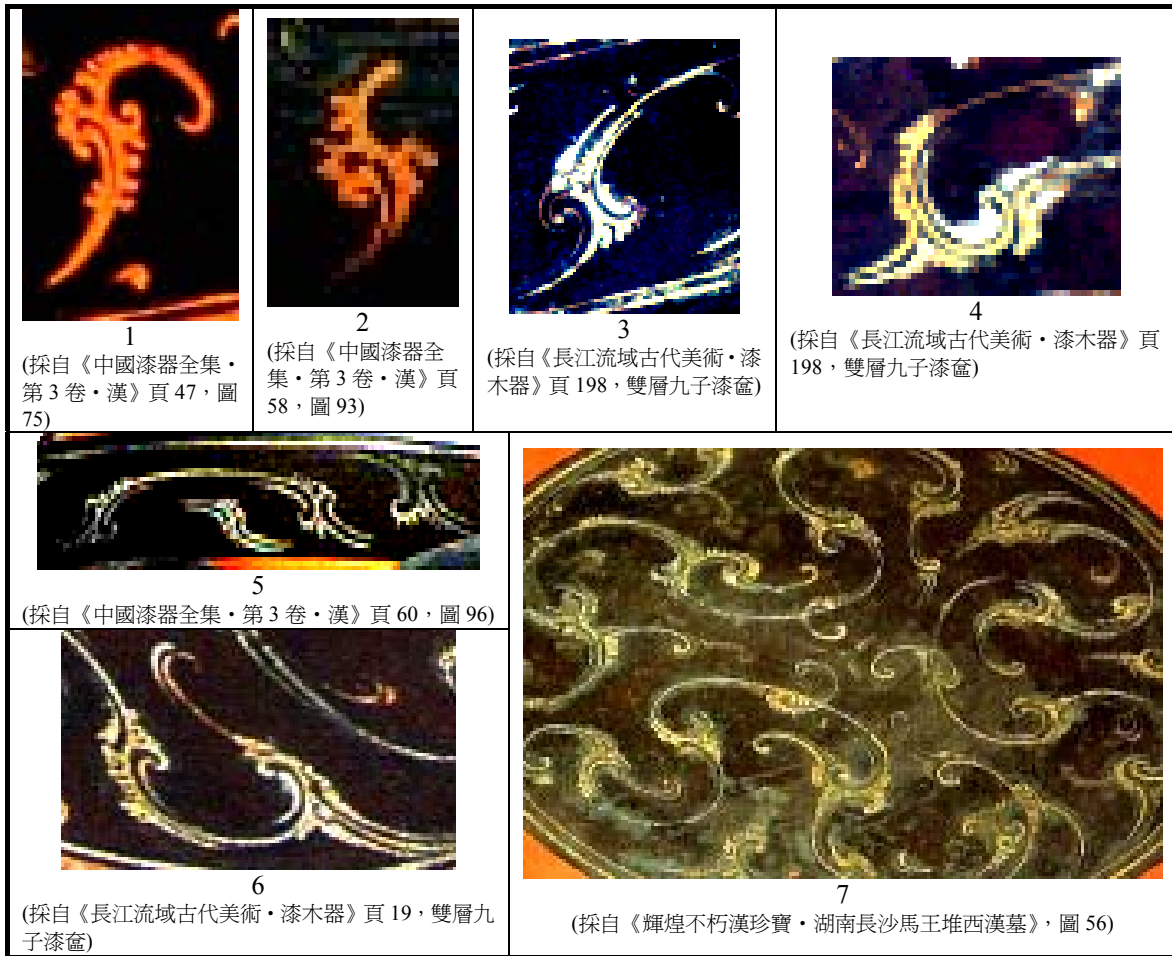 1
(採自《中國漆器全集‧
第 3 卷‧漢》頁 47，圖
75)
2
(採自《中國漆器全
集‧第 3 卷‧漢》頁
58，圖 93)
3
(採自《長江流域古代美術‧漆
木器》頁 198，雙層九子漆奩)
4
(採自《長江流域古代美術‧漆木器》頁
198，雙層九子漆奩)
5
(採自《中國漆器全集‧第 3 卷‧漢》頁 60，圖 96)
6
(採自《長江流域古代美術‧漆木器》頁 19，雙層九
子漆奩)
7
(採自《輝煌不朽漢珍寶‧湖南長沙馬王堆西漢墓》，圖 56)